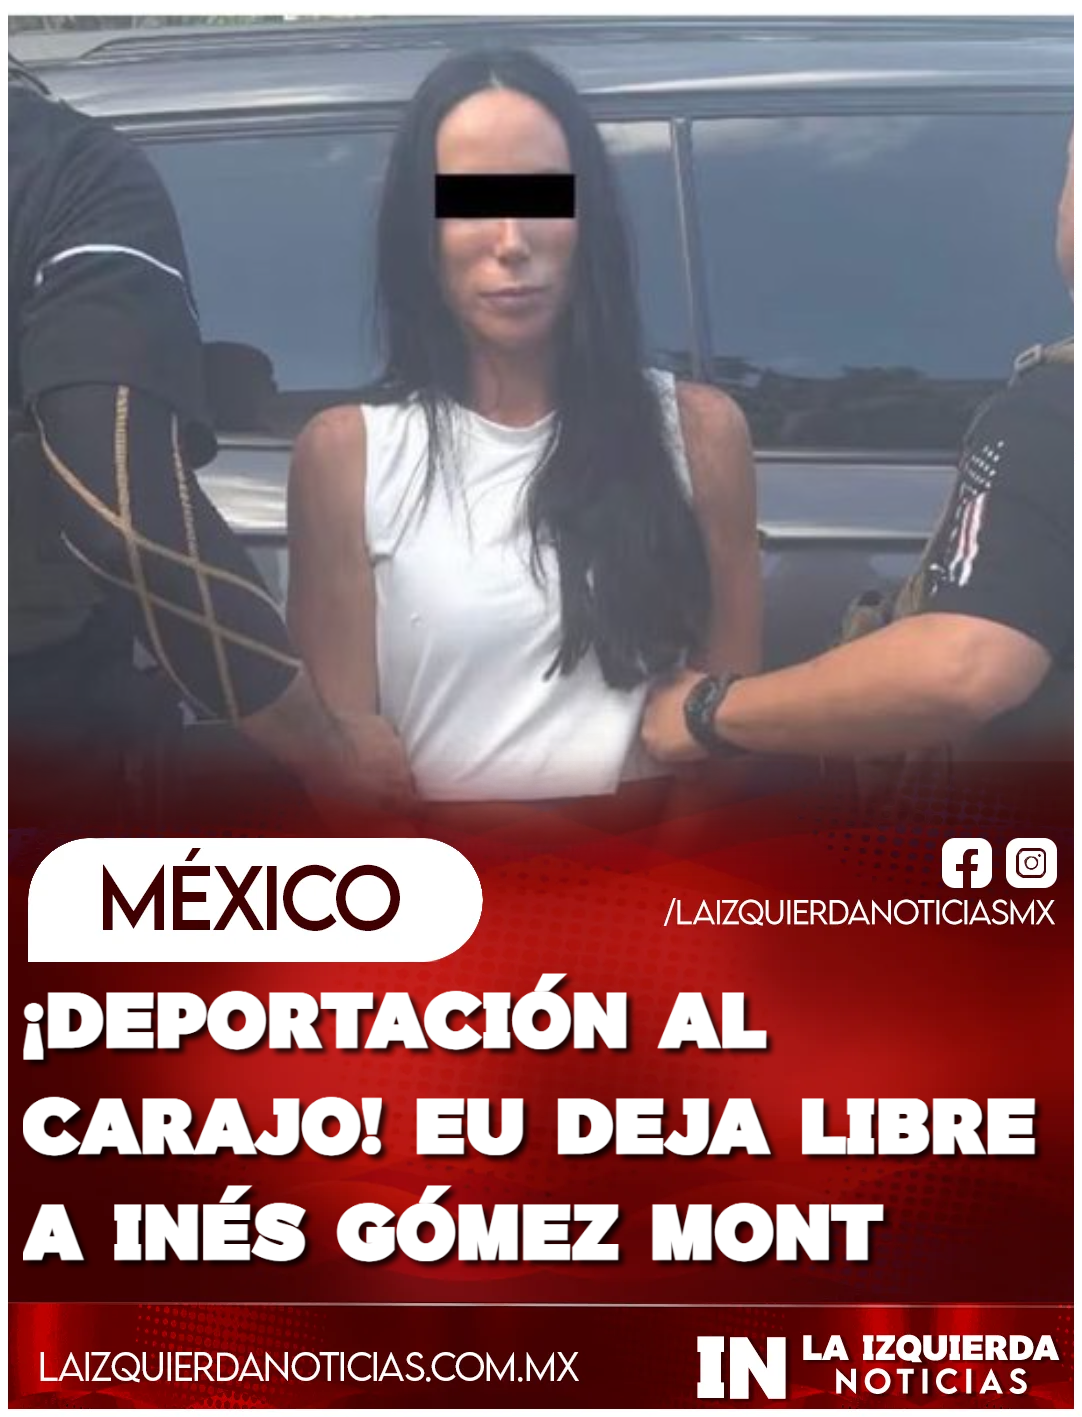 MÉXICO
/LAIZQUIERDANOTICIASMX
¡DEPORTACIÓN AL
CARAJO! EU DEJA LIBRE
A INÉS GÓMEZ MONT
LAIZQUIERDANOTICIAS.COM.MX
IN LA IZQUIERDA
NOTICIAS